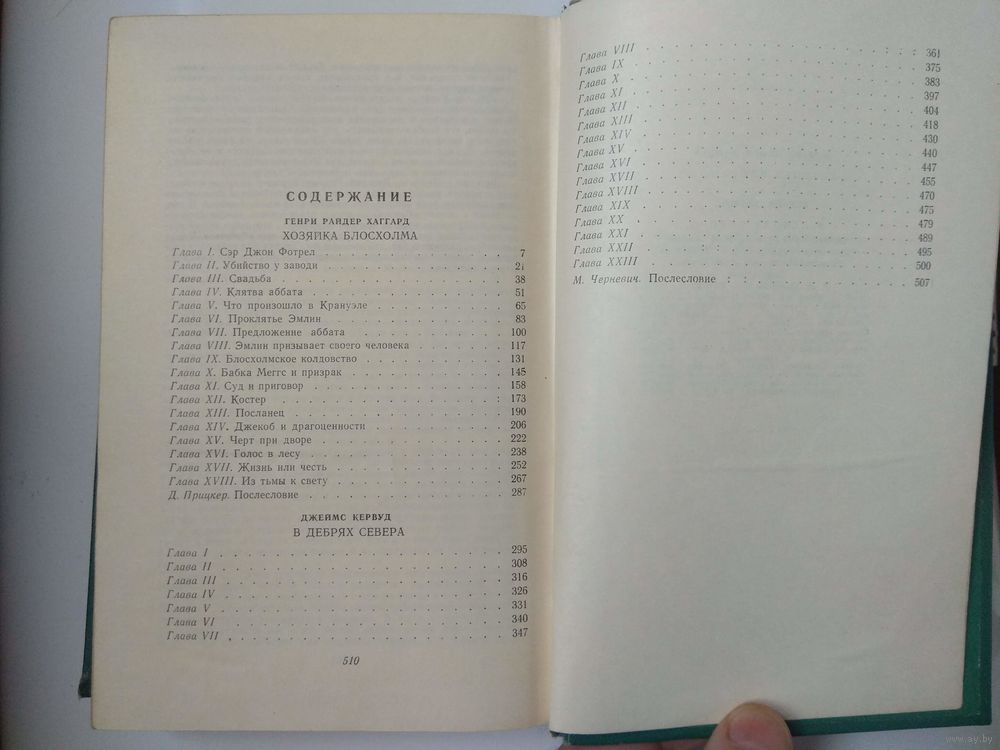 СОДЕРЖАНИЕ
ГЕНРИ РАЙДЕР ХАГГАРД
ХОЗЯЙКА БЛОСХОЛМА
Глава I. Сэр Джон Фотрел . . . . . . . . . . 7
Глава II. Убийство у заводи . . . . . . . . . . 21
Глава III. Свадьба . . . . . . . . . . 38
Глава IV. Клятва аббата . . . . . . . . . . 51
Глава V. Что произошло в Крануэле . . . . . . . . . . 65
Глава VI. Проклятье Эмлин . . . . . . . . . . 83
Глава VII. Предложение аббата . . . . . . . . . . 100
Глава VIII. Эмлин призывает своего человека . . . . . . 117
Глава IX. Блосхолмское колдовство . . . . . . . . . . 131
Глава X. Бабка Меггс и призрак . . . . . . . . . . 145
Глава XI. Суд и приговор . . . . . . . . . . 158
Глава XII. Костер . . . . . . . . . . : 173
Глава XIII. Посланец . . . . . . . . . . 190
Глава XIV. Джекоб и драгоценности . . . . . . . . . . 206
Глава XV. Черт при дворе . . . . . . . . . . 222
Глава XVI. Голос в лесу . . . . . . . . . . 238
Глава XVII. Жизнь или честь . . . . . . . . . . 252
Глава XVIII. Из тьмы к свету . . . . . . . . . . 267
Д. Прицкер. Послесловие . . . . . . . . . . 287
ДЖЕЙМС КЕРВУД
В ДЕБРЯХ СЕВЕРА
Глава I . . . . . . . . . . 295
Глава II . . . . . . . . . . 308
Глава III . . . . . . . . . . 316
Глава IV . . . . . . . . . . 326
Глава V . . . . . . . . . . 331
Глава VI . . . . . . . . . . 340
Глава VII . . . . . . . . . . 347
510
Глава VIII . . . . . . . . . . : : 361
Глава IX . . . . . . . . . . 375
Глава X . . . . . . . . . . 383
Глава XI . . . . . . . . . . 397
Глава XII . . . . . . . . . . 404
Глава XIII . . . . . . . . . . 418
Глава XIV . . . . . . . . . . 430
Глава XV . . . . . . . . . . 440
Глава XVI . . . . . . . . . . 447
Глава XVII . . . . . . . . . . 455
Глава XVIII . . . . . . . . . . 470
Глава XIX . . . . . . . . . . 475
Глава XX . . . . . . . . . . 479
Глава XXI . . . . . . . . . . 489
Глава XXII . . . . : : . . . . 495
Глава XXIII . . . . . . . . . . 500
М. Черневич. Послесловие : : . . . . . . . . 507
www.ay.by